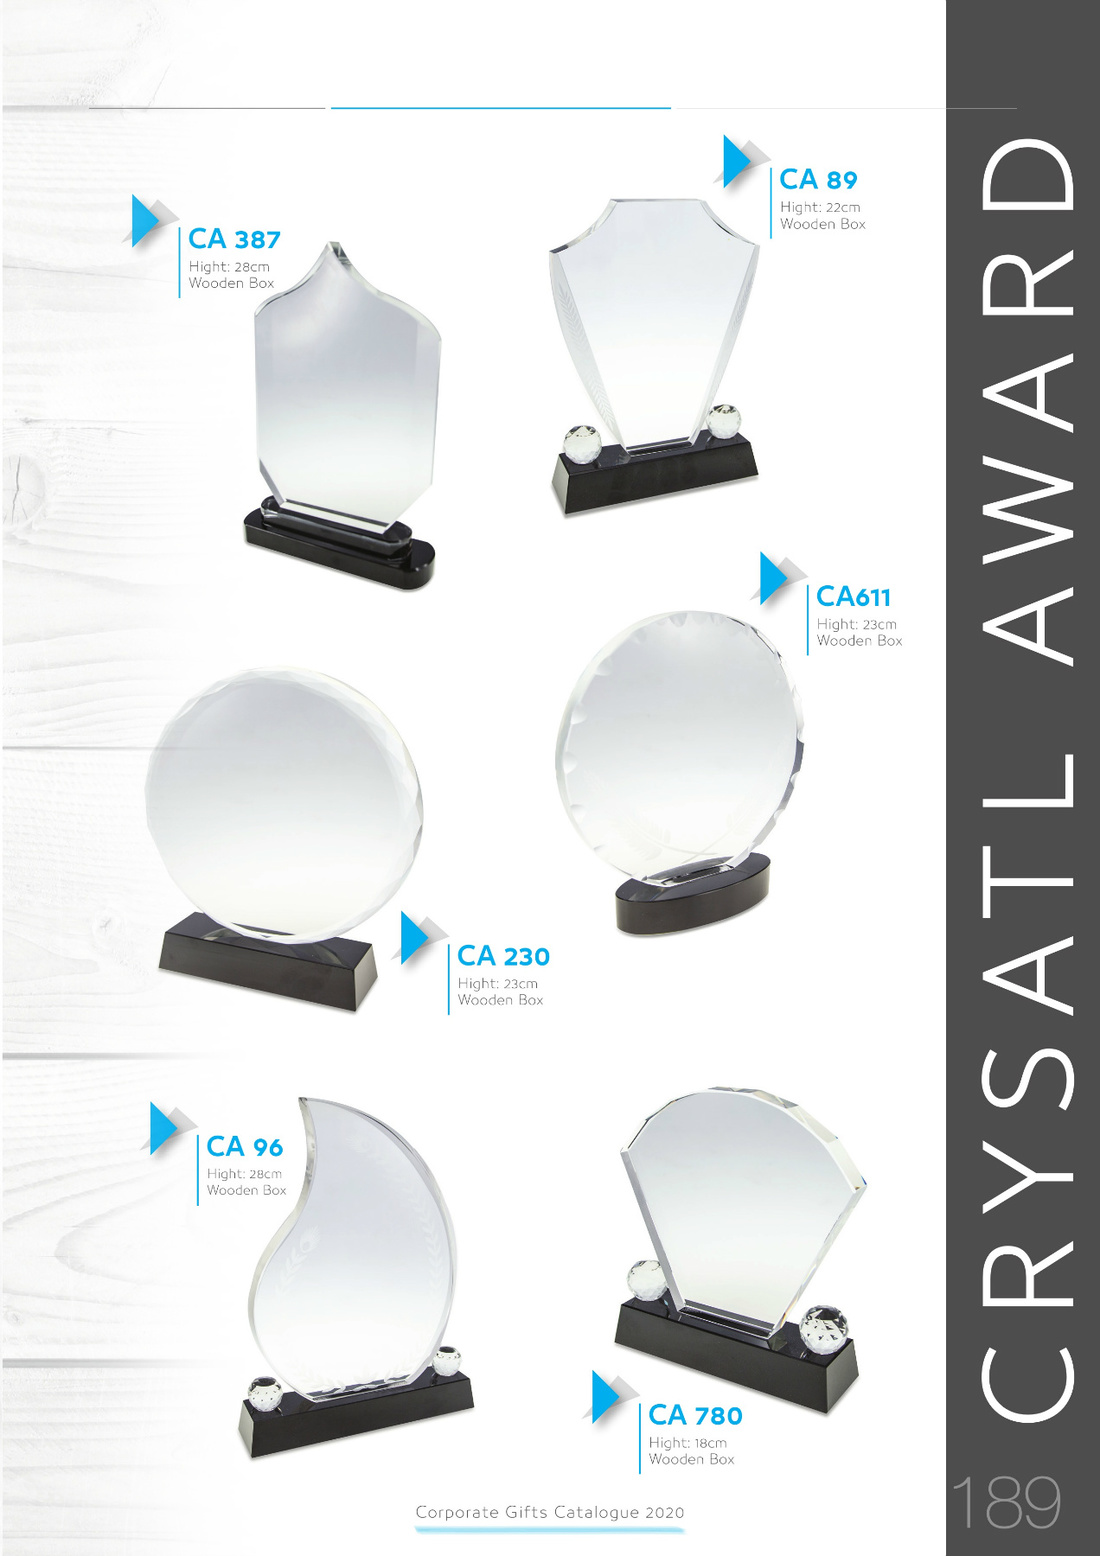 CA 387
Hight: 28cm
Wooden Box
CA 89
Hight: 22cm
Wooden Box
CA611
Hight: 23cm
Wooden Box
CA 230
Hight: 23cm
Wooden Box
CA 96
Hight: 28cm
Wooden Box
CA 780
Hight: 18cm
Wooden Box
CRYSATL AWARD
189
Corporate Gifts Catalogue 2020